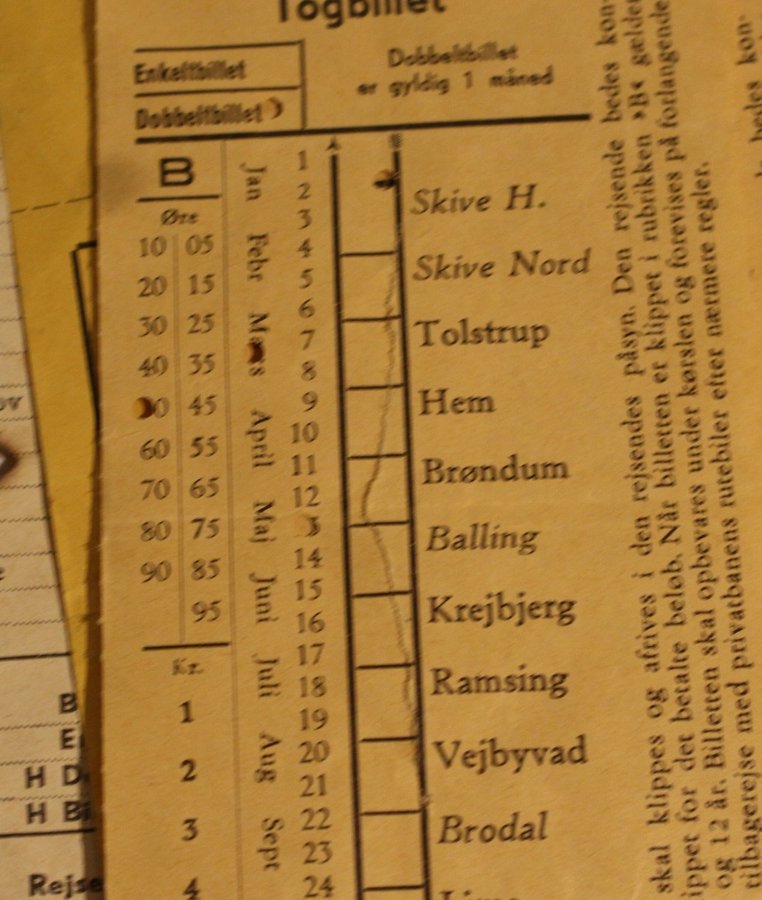 Togbillet
Enkeltbillet
Dobbeltbillet
Dobbeltbillet
er gyldig 1 måned
B
Øre
10 05
20 15
30 25
40 35
0 45
60 55
70 65
80 75
90 85
95
Kr.
1
2
3
4
Jan
Febr
M s
April
Maj
Juni
Juli
Aug
Sept
A
B
1
2
3
4
5
6
7
8
9
10
11
12
3
14
15
16
17
18
19
20
21
22
23
24
Skive H.
Skive Nord
Tolstrup
Hem
Brøndum
Balling
Krejbjerg
Ramsing
Vejbyvad
Brodal
skal klippes og afrives i den rejsendes påsyn. Den rejsende bedes kon-
ippet for det betalte beløb. Når billetten er klippet i rubrikken »B« gælder
og 12 år. Billetten skal opbevares under kørslen og forevises på forlangende
tilbagerejse med privatbanens rutebiler efter nærmere regler.
bedes kon-
B
E
H D
H B
Rejse